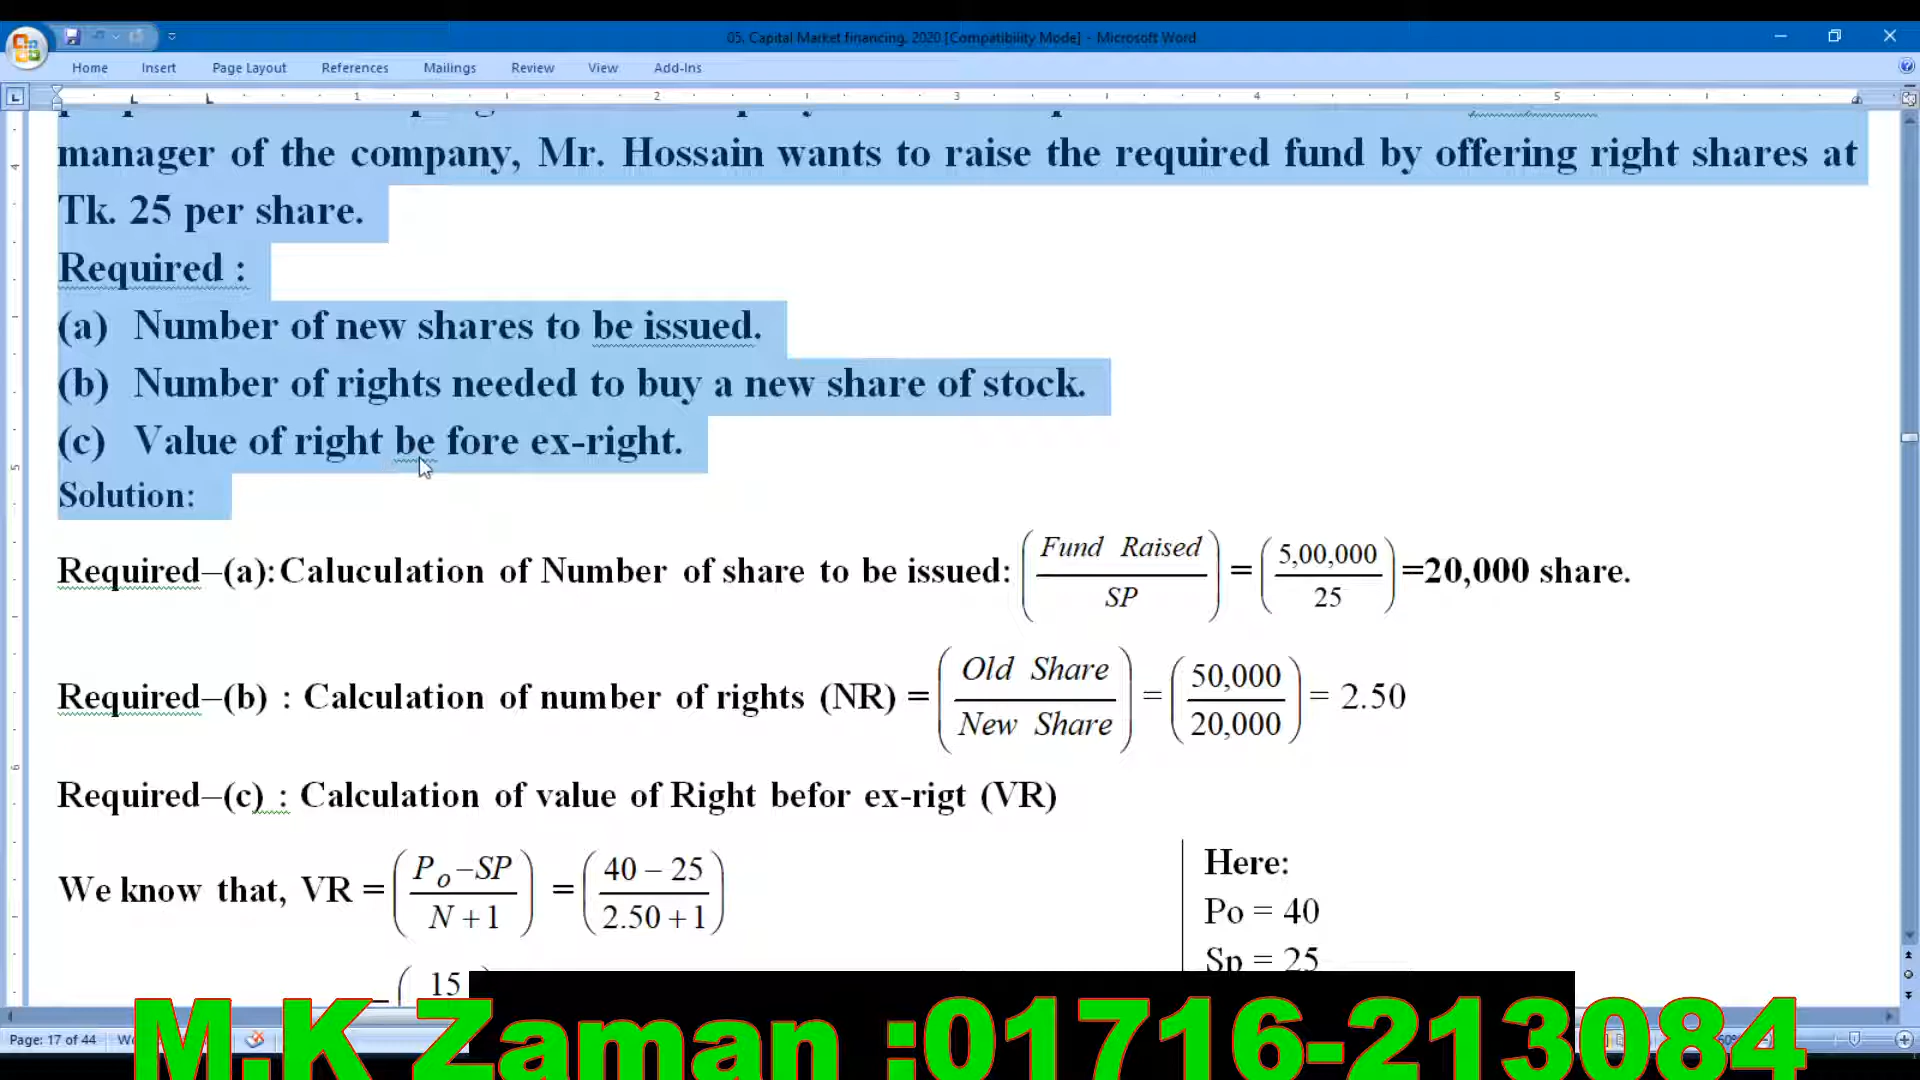 05. Capital Market financing, 2020 [Compatibility Mode] - Microsoft Word
Home Insert Page Layout References Mailings Review View Add-Ins
1 2 3 4 5
manager of the company, Mr. Hossain wants to raise the required fund by offering right shares at
Tk. 25 per share.
Required :
(a) Number of new shares to be issued.
(b) Number of rights needed to buy a new share of stock.
(c) Value of right be fore ex-right.
Solution:
Required–(a):Caluculation of Number of share to be issued: (Fund Raised / SP) = (5,00,000 / 25) =20,000 share.
Required–(b) : Calculation of number of rights (NR) = (Old Share / New Share) = (50,000 / 20,000) = 2.50
Required–(c) : Calculation of value of Right befor ex-rigt (VR)
We know that, VR = (Po–SP / N+1) = (40–25 / 2.50+1)
Here:
Po = 40
Sp = 25
15
Page: 17 of 44
M.K Zaman :01716-213084